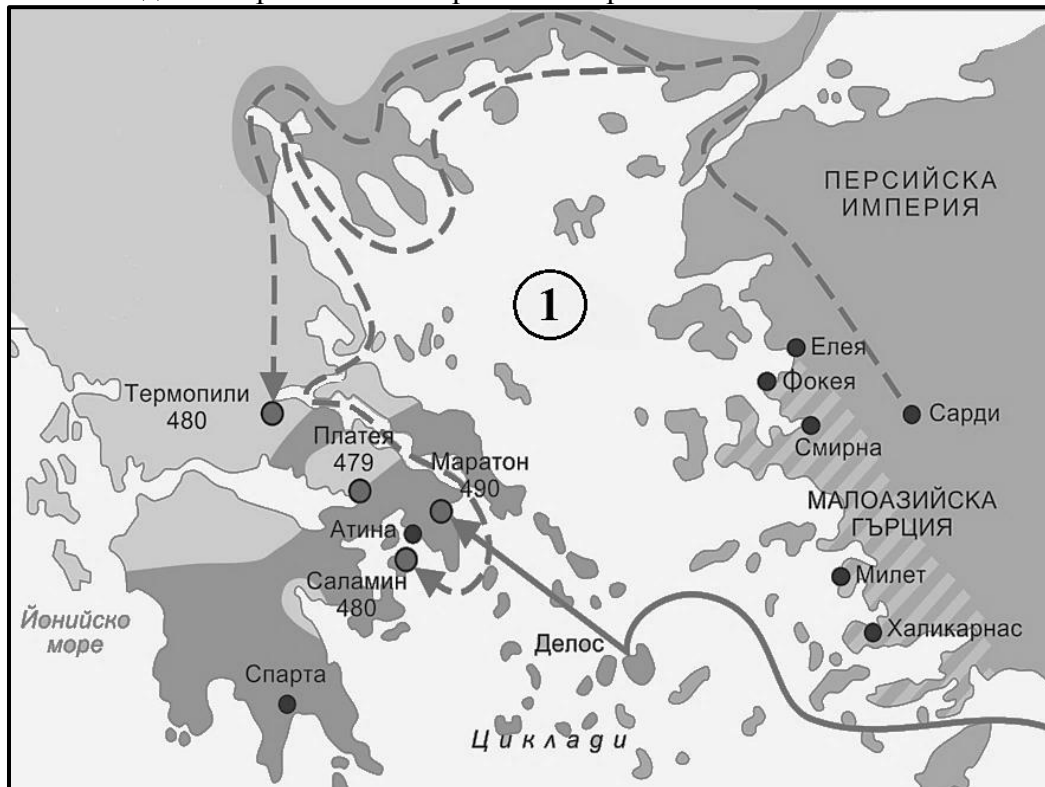 ПЕРСИЙСКА
ИМПЕРИЯ
1
Елея
Фокея
Сарди
Смирна
Термопили
480
Платея
479
Маратон
490
МАЛОАЗИЙСКА
ГЪРЦИЯ
Атина
Саламин
480
Милет
Йонийско
море
Делос
Халикарнас
Спарта
Циклади